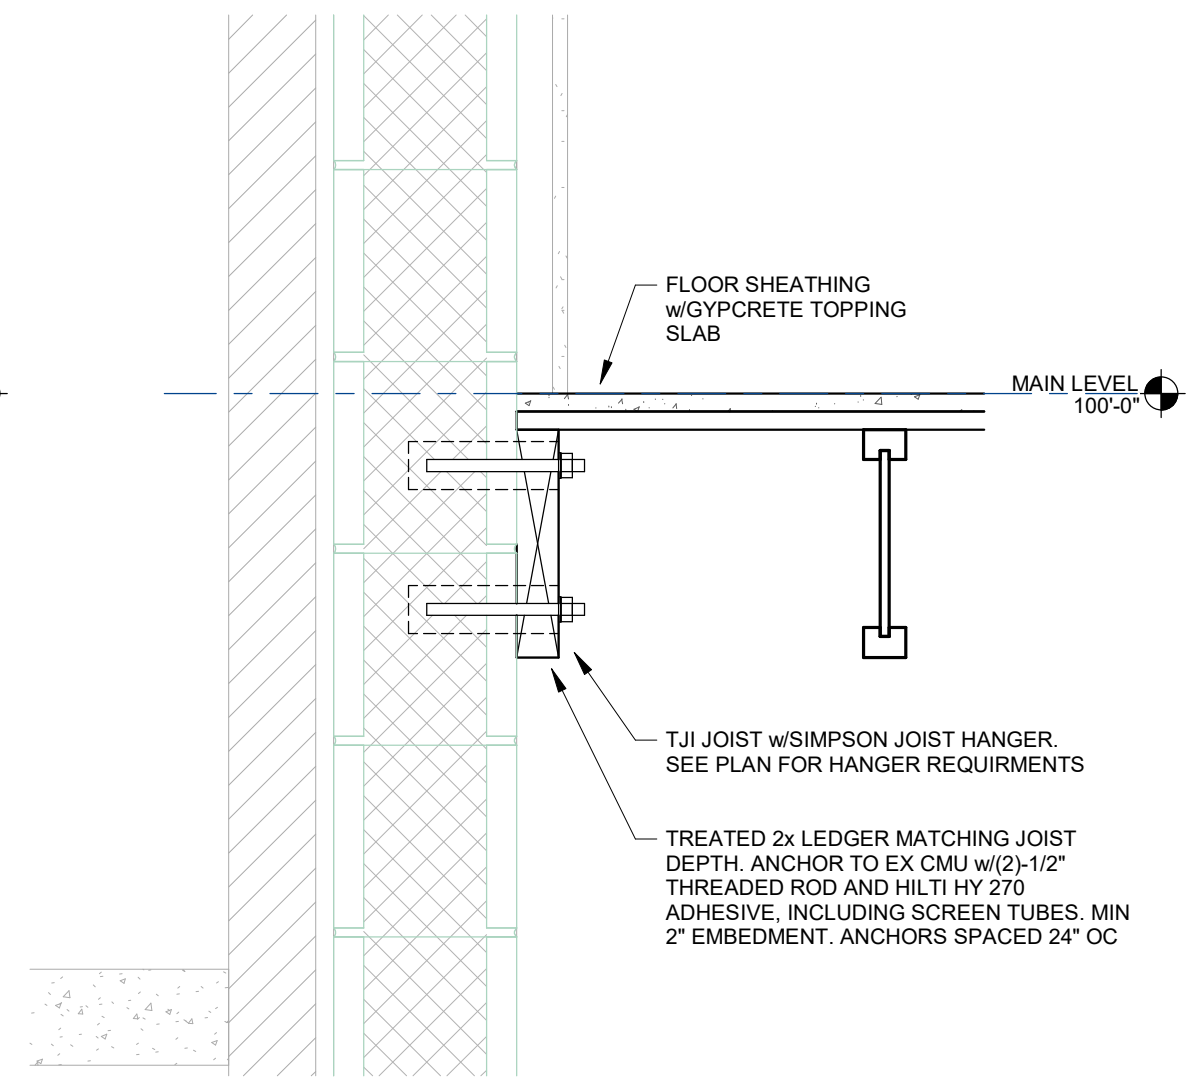 FLOOR SHEATHING
w/GYPCRETE TOPPING
SLAB
MAIN LEVEL
100'-0"
TJI JOIST w/SIMPSON JOIST HANGER.
SEE PLAN FOR HANGER REQUIRMENTS
TREATED 2x LEDGER MATCHING JOIST
DEPTH. ANCHOR TO EX CMU w/(2)-1/2"
THREADED ROD AND HILTI HY 270
ADHESIVE, INCLUDING SCREEN TUBES. MIN
2" EMBEDMENT. ANCHORS SPACED 24" OC